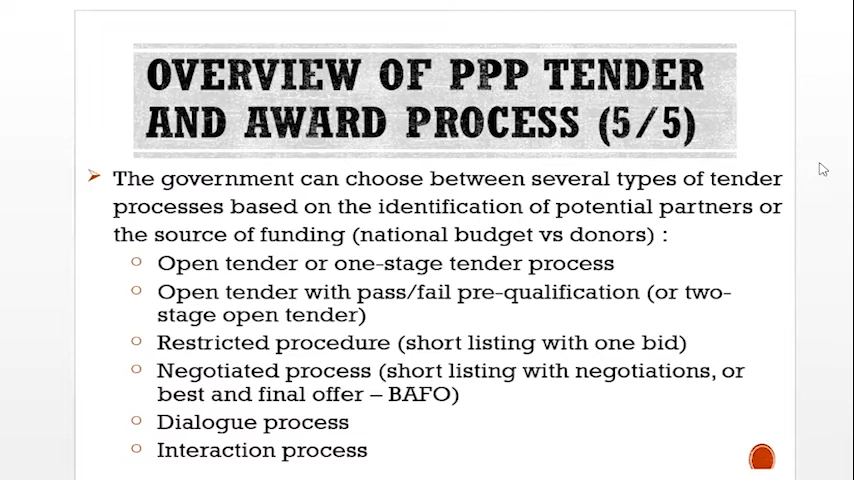 OVERVIEW OF PPP TENDER
AND AWARD PROCESS (5/5)
The government can choose between several types of tender
processes based on the identification of potential partners or
the source of funding (national budget vs donors) :
Open tender or one-stage tender process
Open tender with pass/fail pre-qualification (or two-
stage open tender)
Restricted procedure (short listing with one bid)
Negotiated process (short listing with negotiations, or
best and final offer – BAFO)
Dialogue process
Interaction process